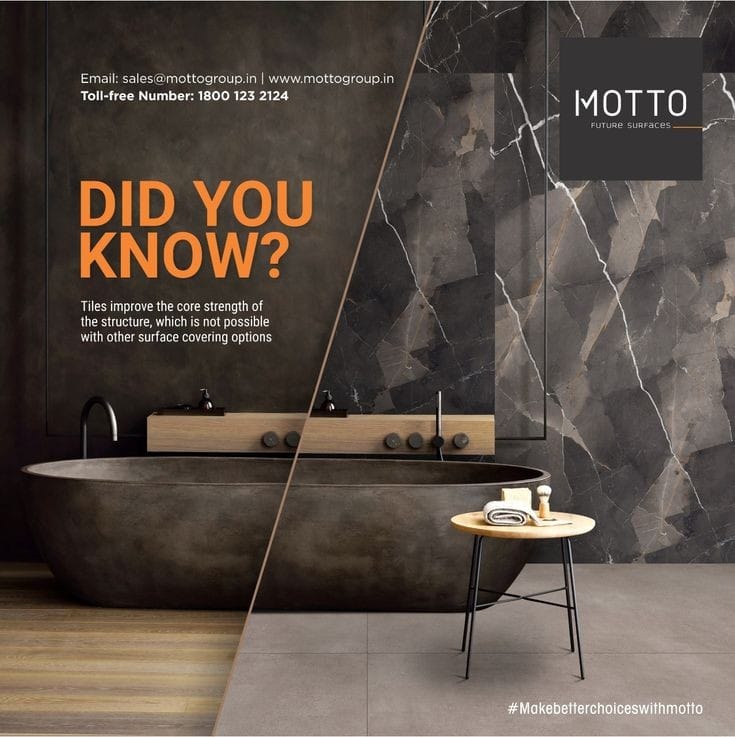 Email: sales@mottogroup.in | www.mottogroup.in
Toll-free Number: 1800 123 2124
MOTTO
FUTURE SURFACES
DID YOU
KNOW?
Tiles improve the core strength of
the structure, which is not possible
with other surface covering options
#Makebetterchoiceswithmotto